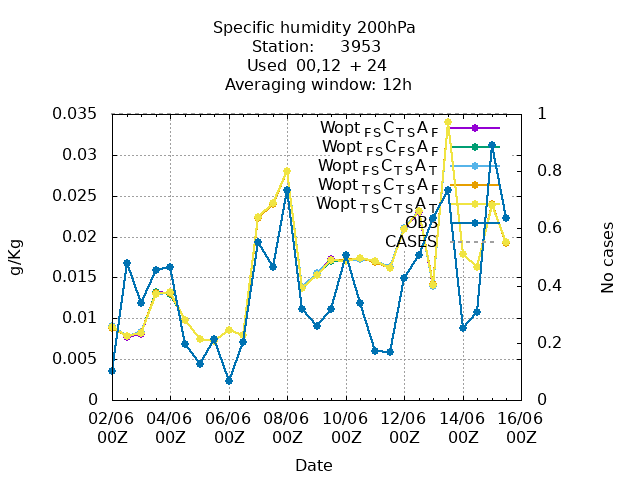 Specific humidity 200hPa
Station: 3953
Used 00,12 + 24
Averaging window: 12h
0.035
0.03
0.025
0.02
0.015
0.01
0.005
0
1
0.8
0.6
0.4
0.2
0
g/Kg
No cases
Wopt FS C TS A F
Wopt FS C FS A F
Wopt FS C TS A T
Wopt TS C TS A F
Wopt TS C TS A T
OBS
CASES
02/06 04/06 06/06 08/06 10/06 12/06 14/06 16/06
00Z 00Z 00Z 00Z 00Z 00Z 00Z 00Z
Date